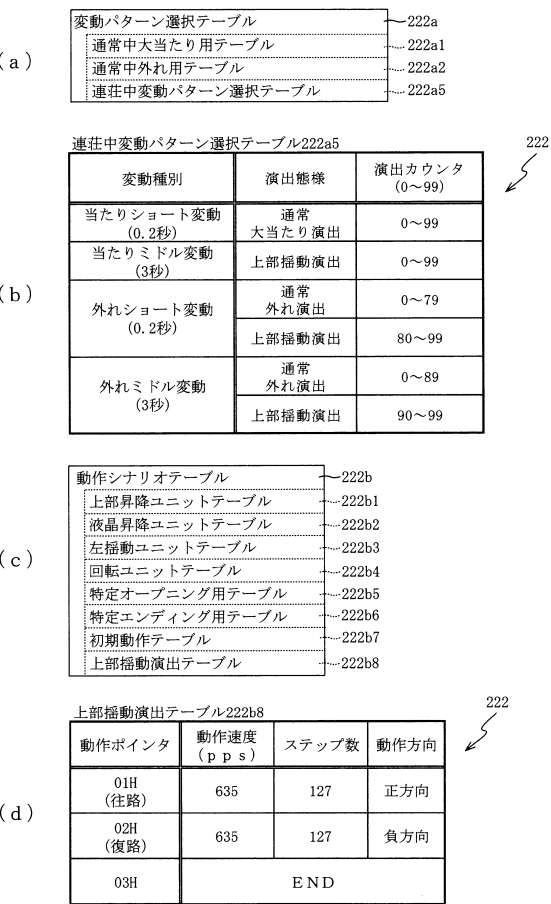 (a)
変動パターン選択テーブル 222a
通常中大当たり用テーブル 222a1
通常中外れ用テーブル 222a2
連荘中変動パターン選択テーブル 222a5
連荘中変動パターン選択テーブル222a5
222
(b)
変動種別 演出態様 演出カウンタ
(0〜99)
当たりショート変動
(0.2秒)
通常
大当たり演出
0〜99
当たりミドル変動
(3秒)
上部揺動演出 0〜99
外れショート変動
(0.2秒)
通常
外れ演出
0〜79
上部揺動演出 80〜99
外れミドル変動
(3秒)
通常
外れ演出
0〜89
上部揺動演出 90〜99
(c)
動作シナリオテーブル 222b
上部昇降ユニットテーブル 222b1
液晶昇降ユニットテーブル 222b2
左揺動ユニットテーブル 222b3
回転ユニットテーブル 222b4
特定オープニング用テーブル 222b5
特定エンディング用テーブル 222b6
初期動作テーブル 222b7
上部揺動演出テーブル 222b8
上部揺動演出テーブル222b8
222
(d)
動作ポインタ 動作速度
(pps)
ステップ数 動作方向
01H
(往路)
635 127 正方向
02H
(復路)
635 127 負方向
03H END